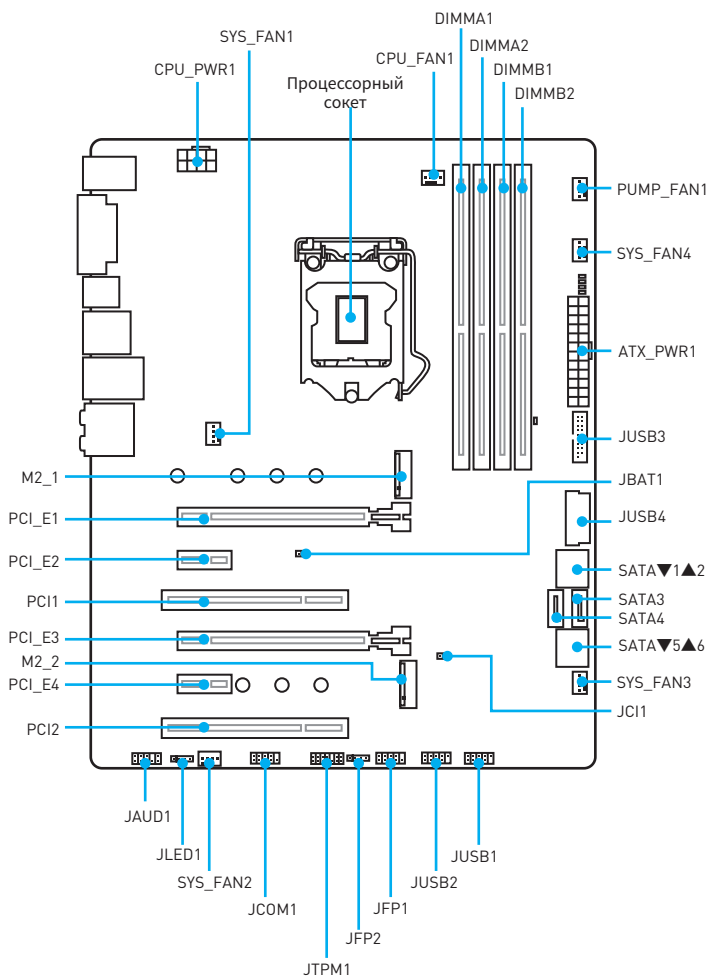 DIMMA1
SYS_FAN1
DIMMA2
CPU_FAN1
CPU_PWR1
DIMMB1
Процессорный
сокет
DIMMB2
PUMP_FAN1
SYS_FAN4
ATX_PWR1
JUSB3
M2_1
JBAT1
PCI_E1
JUSB4
PCI_E2
SATA▼1▲2
PCI1
SATA3
SATA4
PCI_E3
SATA▼5▲6
M2_2
PCI_E4
SYS_FAN3
JCI1
PCI2
JAUD1
JLED1
JUSB1
SYS_FAN2
JUSB2
JCOM1
JFP1
JFP2
JTPM1